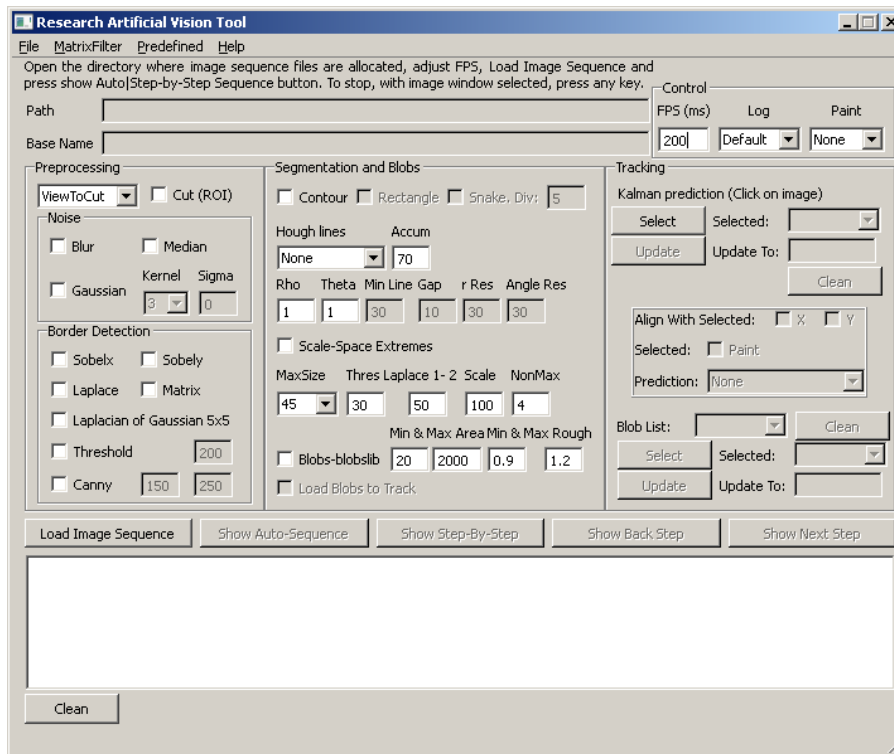 Research Artificial Vision Tool
File MatrixFilter Predefined Help
Open the directory where image sequence files are allocated, adjust FPS, Load Image Sequence and
press show Auto|Step-by-Step Sequence button. To stop, with image window selected, press any key.
Control
Path
FPS (ms) Log Paint
200 Default None
Base Name
Preprocessing
ViewToCut Cut (ROI)
Noise
Blur Median
Kernel Sigma
Gaussian 3 0
Border Detection
Sobelx Sobely
Laplace Matrix
Laplacian of Gaussian 5x5
Threshold 200
Canny 150 250
Segmentation and Blobs
Contour Rectangle Snake, Div: 5
Hough lines Accum
None 70
Rho Theta Min Line Gap r Res Angle Res
1 1 30 10 30 30
Scale-Space Extremes
MaxSize Thres Laplace 1- 2 Scale NonMax
45 30 50 100 4
Min & Max Area Min & Max Rough
Blobs-blobslib 20 2000 0.9 1.2
Load Blobs to Track
Tracking
Kalman prediction (Click on image)
Select Selected:
Update Update To:
Clean
Align With Selected: X Y
Selected: Paint
Prediction: None
Blob List: Clean
Select Selected:
Update Update To:
Load Image Sequence Show Auto-Sequence Show Step-By-Step Show Back Step Show Next Step
Clean